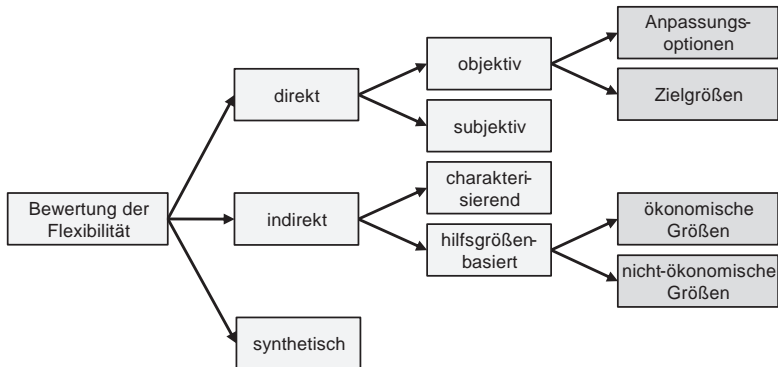 Anpassungs-
optionen
objektiv
direkt
Zielgrößen
subjektiv
charakteri-
sierend
Bewertung der
Flexibilität
indirekt
ökonomische
Größen
hilfsgrößen-
basiert
nicht-ökonomische
Größen
synthetisch